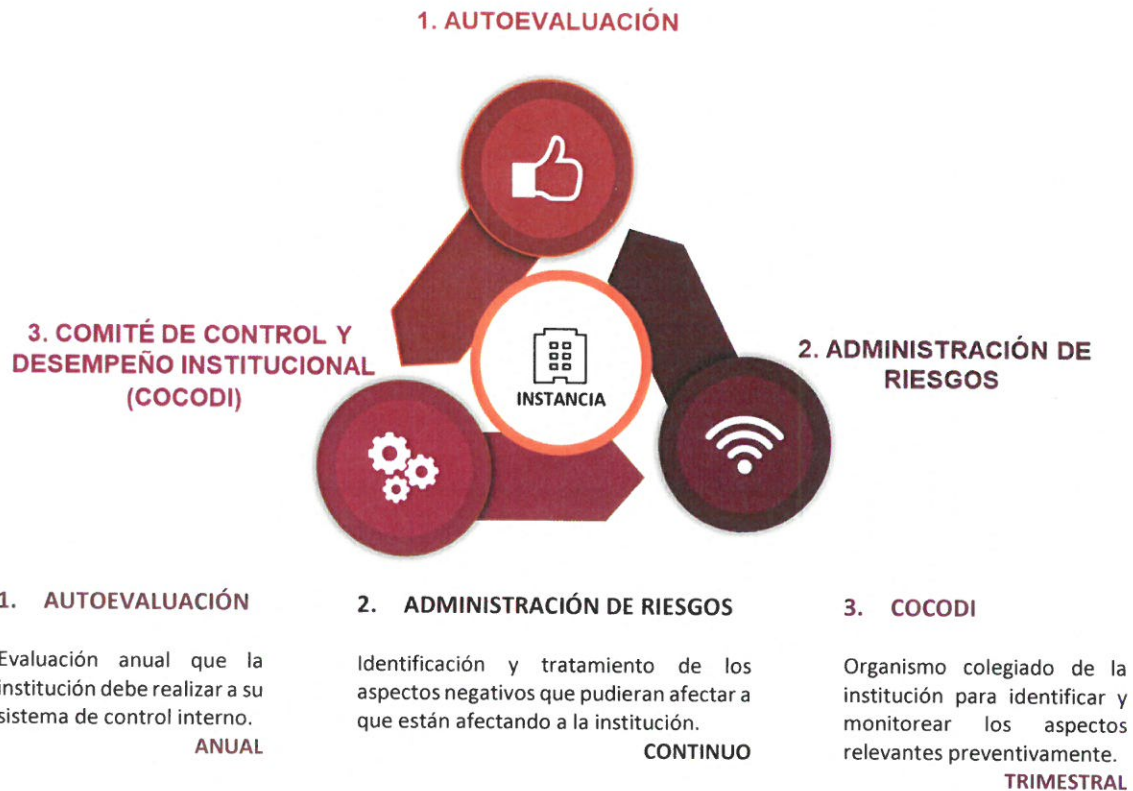 1. AUTOEVALUACIÓN
3. COMITÉ DE CONTROL Y
DESEMPEÑO INSTITUCIONAL
(COCODI)
INSTANCIA
2. ADMINISTRACIÓN DE
RIESGOS
1. AUTOEVALUACIÓN
Evaluación anual que la
institución debe realizar a su
sistema de control interno.
ANUAL
2. ADMINISTRACIÓN DE RIESGOS
Identificación y tratamiento de los
aspectos negativos que pudieran afectar a
que están afectando a la institución.
CONTINUO
3. COCODI
Organismo colegiado de la
institución para identificar y
monitorear los aspectos
relevantes preventivamente.
TRIMESTRAL